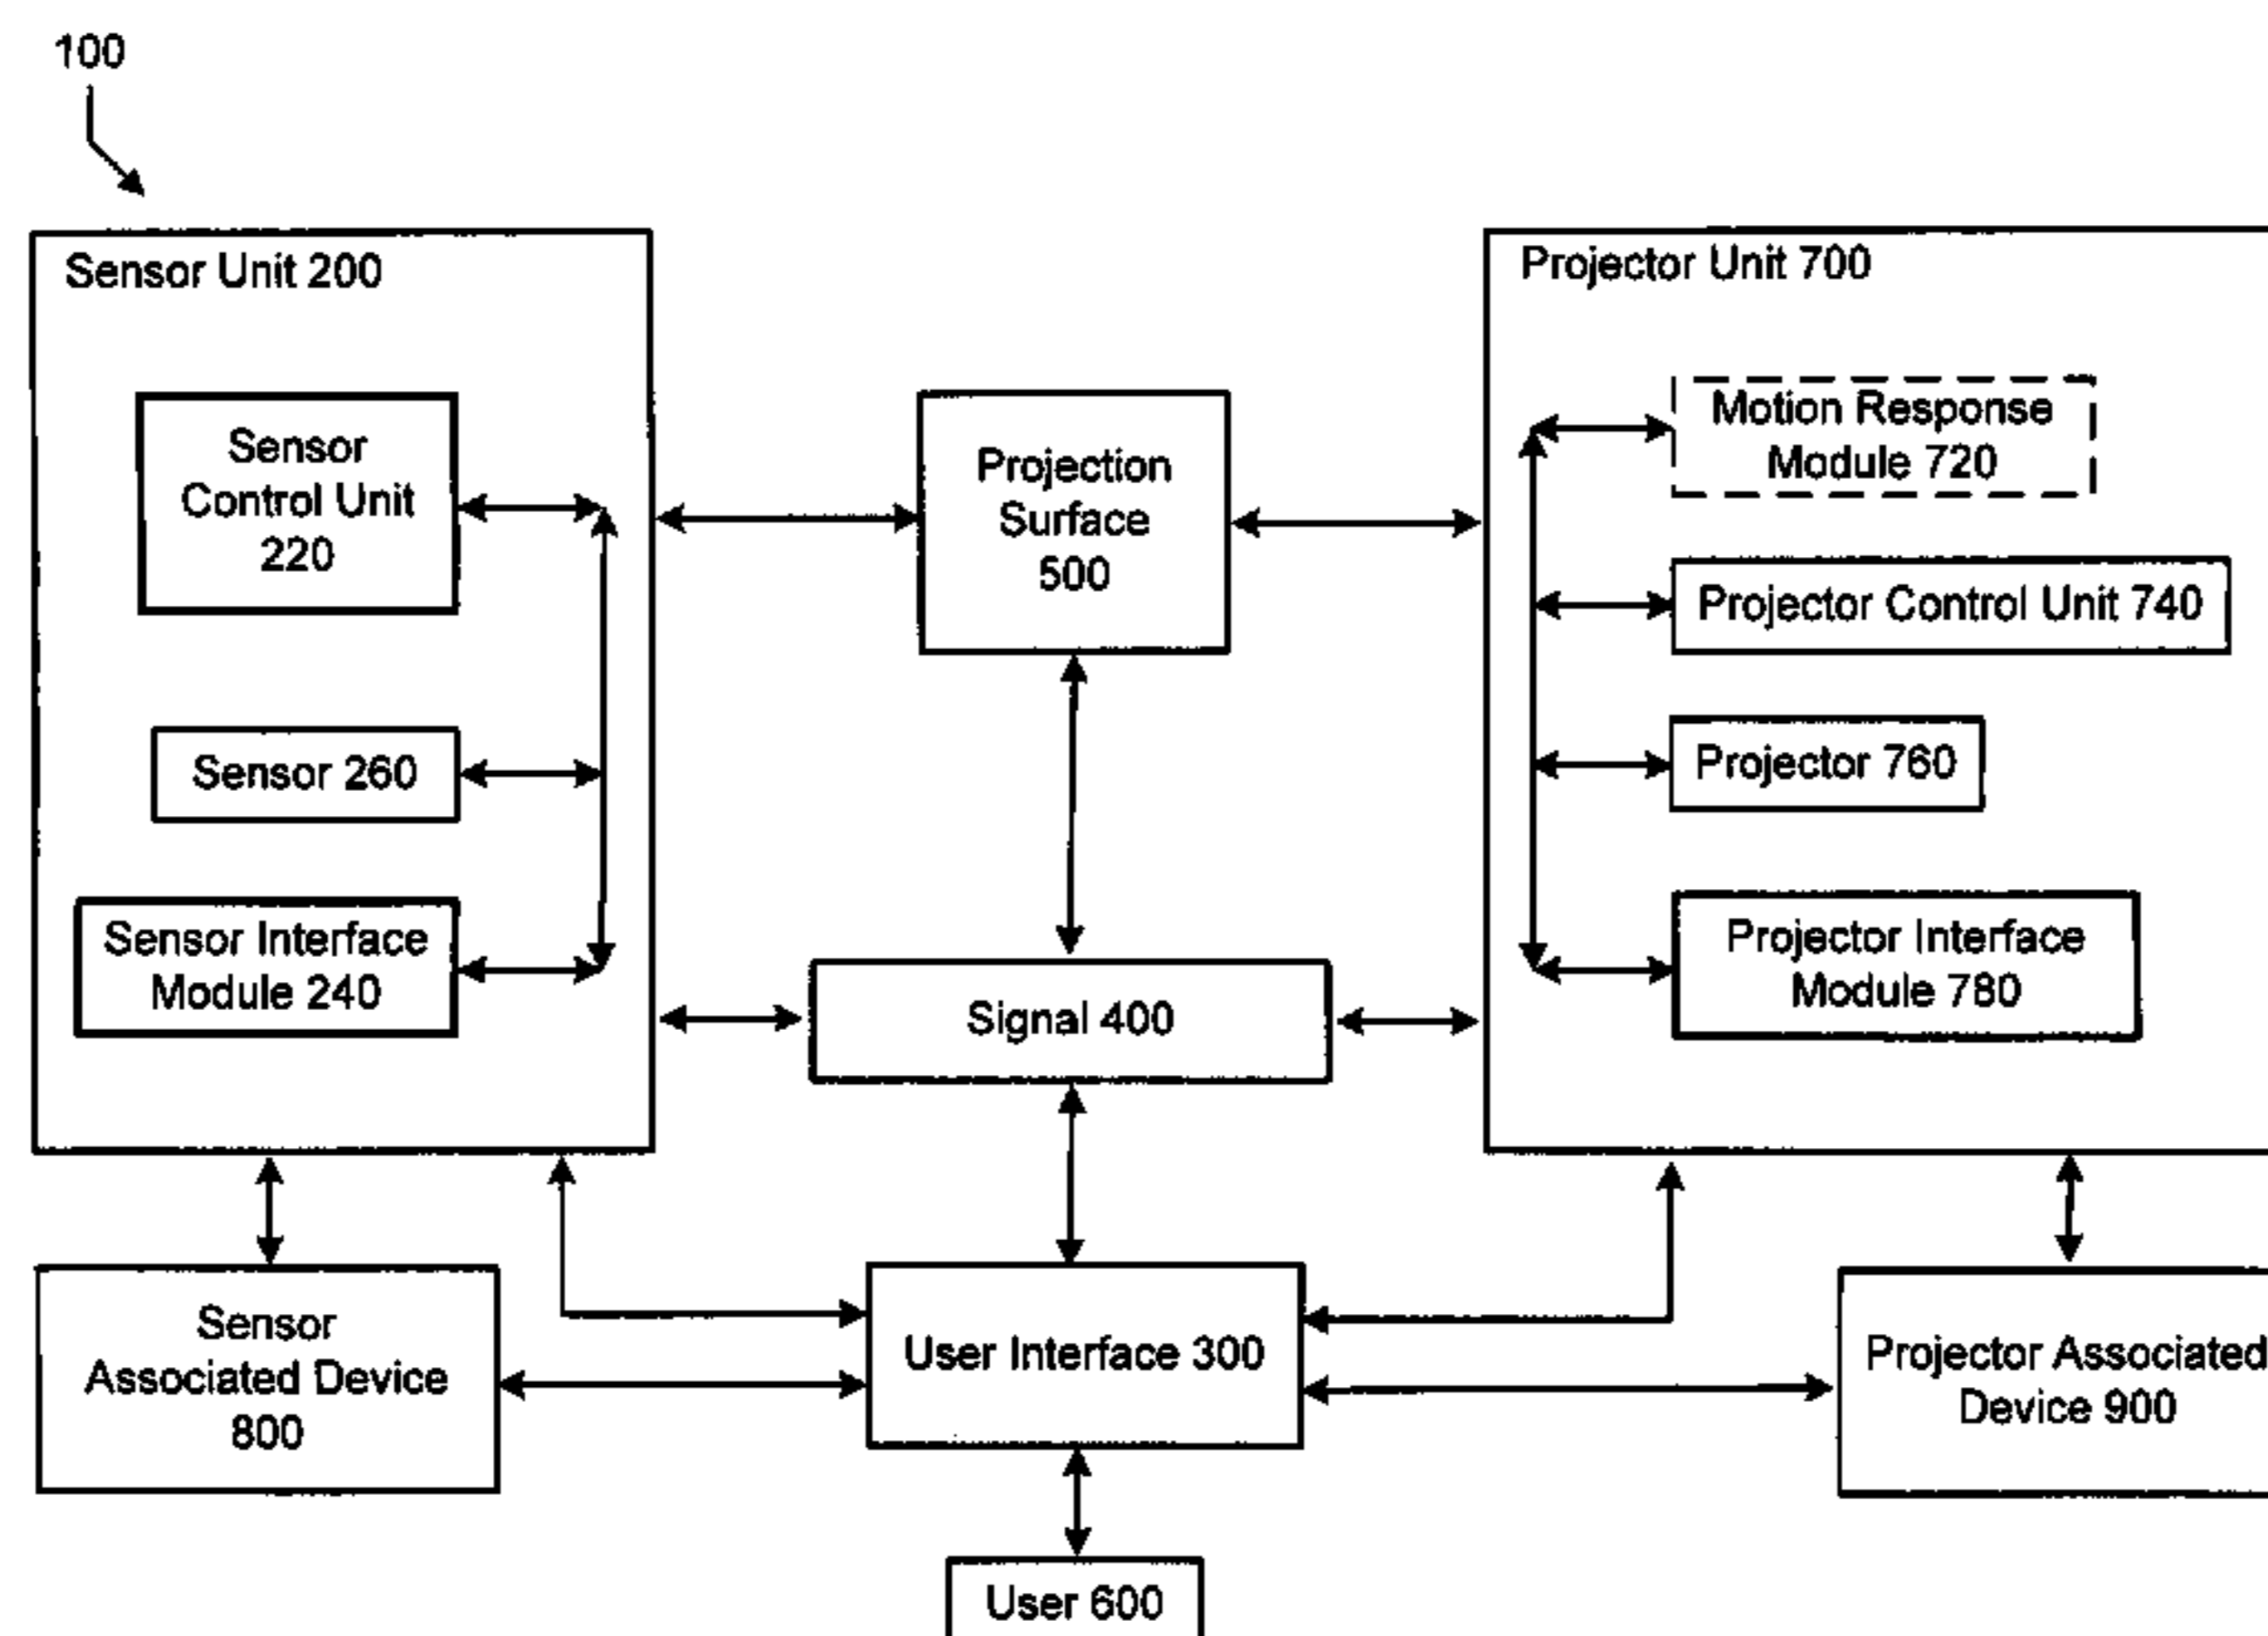 100
Sensor Unit 200
Sensor
Control Unit
220
Sensor 260
Sensor Interface
Module 240
Projection
Surface
500
Signal 400
Projector Unit 700
Motion Response
Module 720
Projector Control Unit 740
Projector 760
Projector Interface
Module 780
Sensor
Associated Device
800
User Interface 300
Projector Associated
Device 900
User 600